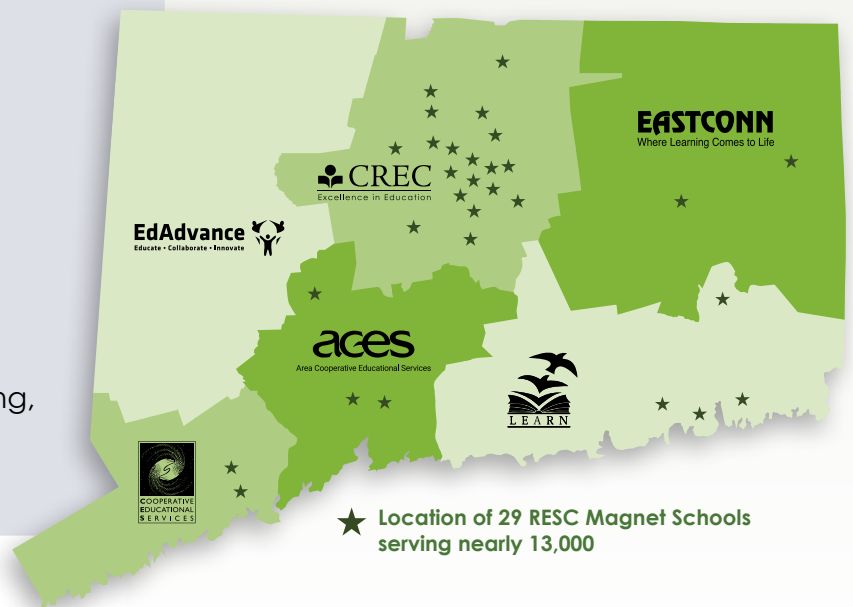 EASTCONN
Where Learning Comes to Life
CREC
Excellence in Education
EdAdvance
Educate • Collaborate • Innovate
aces
Area Cooperative Educational Services
LEARN
ng,
S
COOPERATIVE
EDUCATIONAL
SERVICES
Location of 29 RESC Magnet Schools
serving nearly 13,000